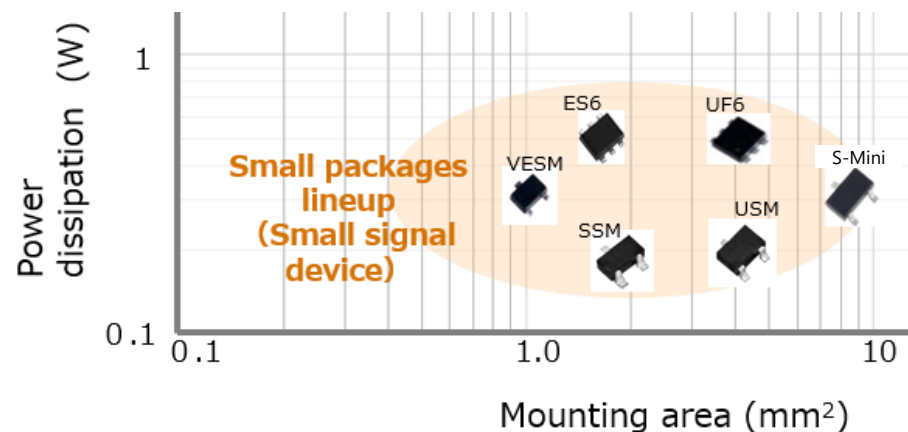 Power
dissipation (W)
1
0.1
Small packages
lineup
（Small signal
device）
ES6
UF6
VESM
S-Mini
SSM
USM
0.1
1.0
10
Mounting area (mm²)